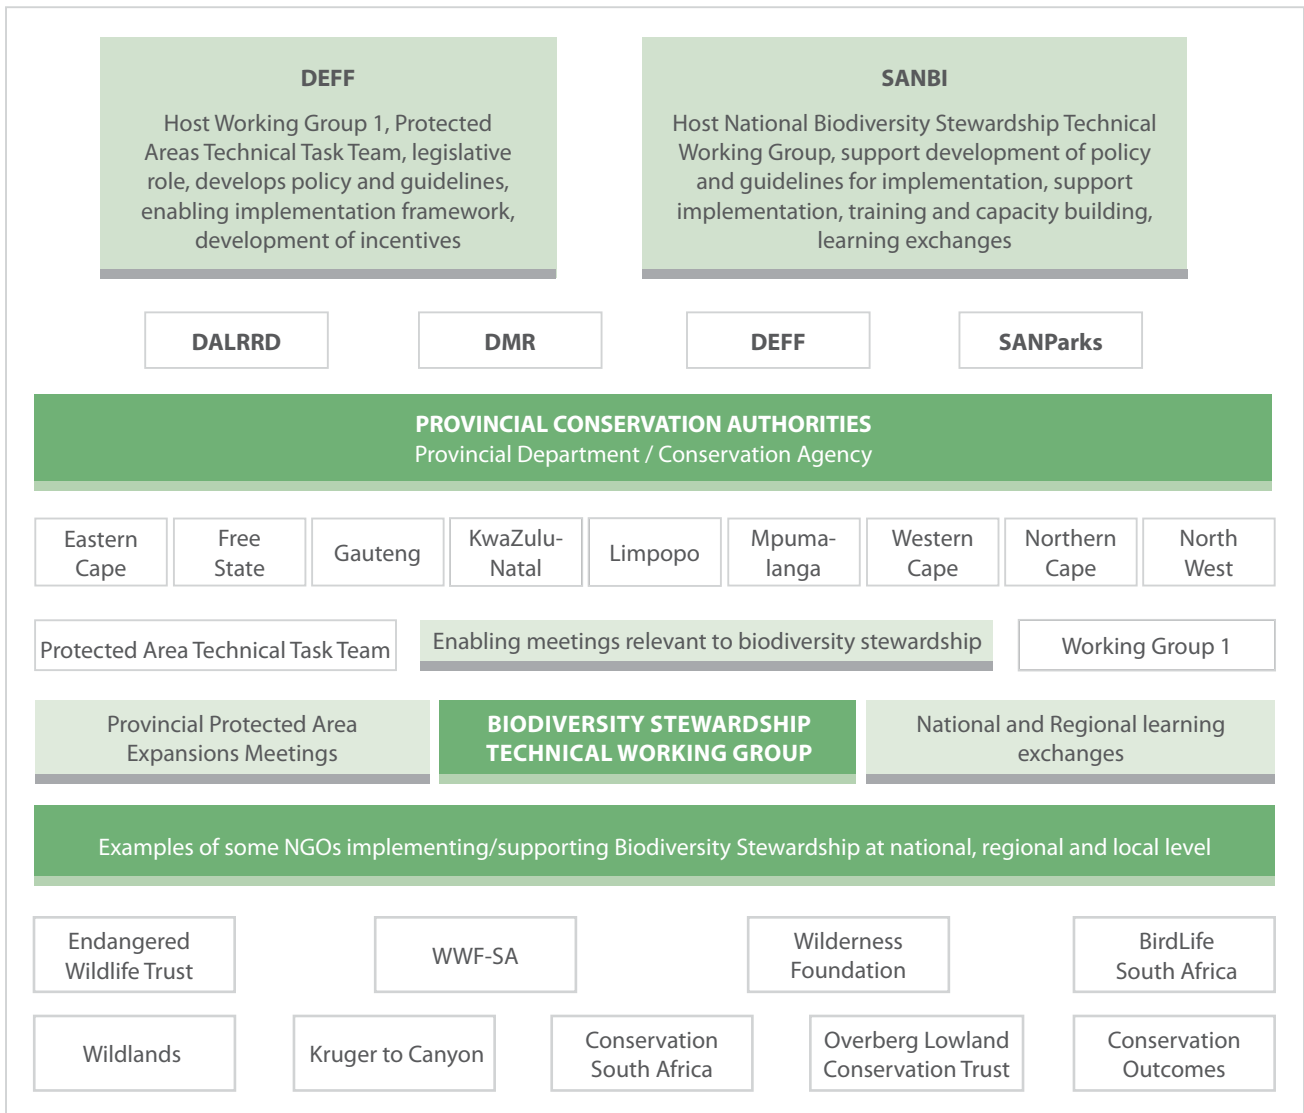 DEFF
Host Working Group 1, Protected
Areas Technical Task Team, legislative
role, develops policy and guidelines,
enabling implementation framework,
development of incentives
SANBI
Host National Biodiversity Stewardship Technical
Working Group, support development of policy
and guidelines for implementation, support
implementation, training and capacity building,
learning exchanges
DALRRD
DMR
DEFF
SANParks
PROVINCIAL CONSERVATION AUTHORITIES
Provincial Department / Conservation Agency
Eastern
Cape
Free
State
Gauteng
KwaZulu-
Natal
Limpopo
Mpuma-
langa
Western
Cape
Northern
Cape
North
West
Protected Area Technical Task Team
Enabling meetings relevant to biodiversity stewardship
Working Group 1
Provincial Protected Area
Expansions Meetings
BIODIVERSITY STEWARDSHIP
TECHNICAL WORKING GROUP
National and Regional learning
exchanges
Examples of some NGOs implementing/supporting Biodiversity Stewardship at national, regional and local level
Endangered
Wildlife Trust
WWF-SA
Wilderness
Foundation
BirdLife
South Africa
Wildlands
Kruger to Canyon
Conservation
South Africa
Overberg Lowland
Conservation Trust
Conservation
Outcomes